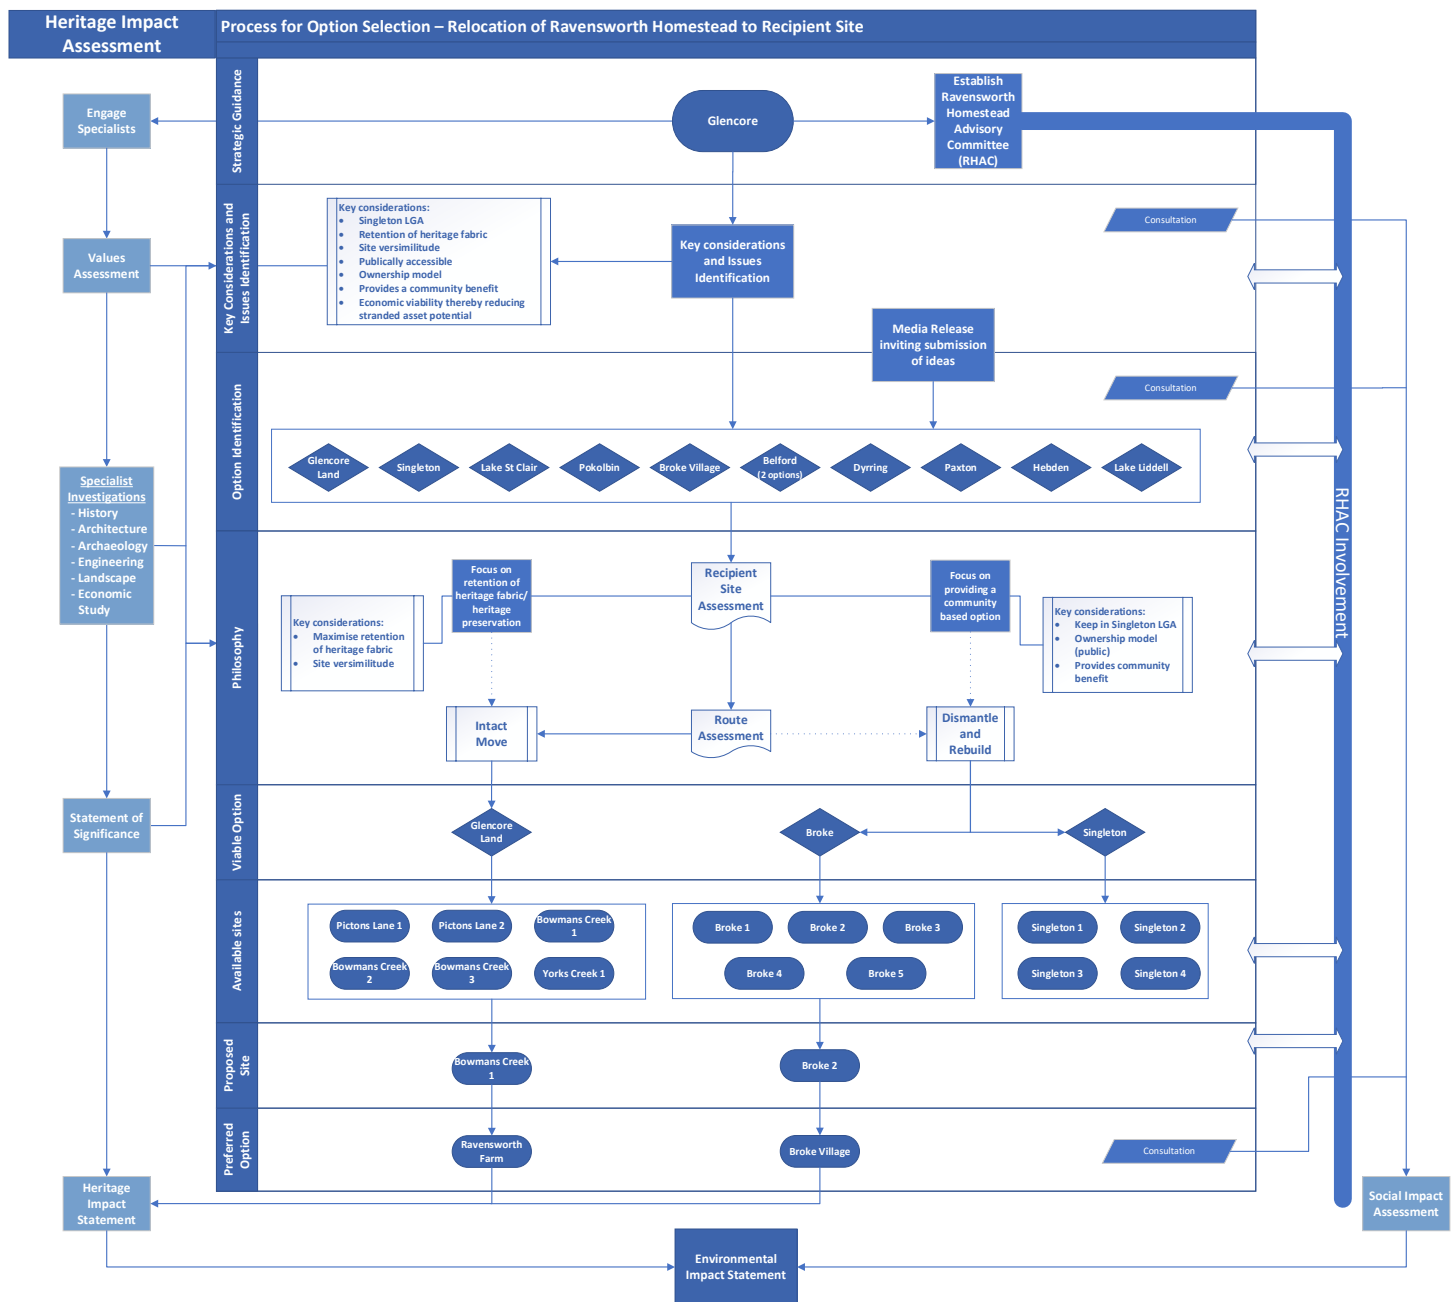 Heritage Impact
Assessment
Process for Option Selection – Relocation of Ravensworth Homestead to Recipient Site
Strategic Guidance
Engage
Specialists
Glencore
Establish
Ravensworth
Homestead
Advisory
Committee
(RHAC)
Key Considerations and
Issues Identification
Values
Assessment
Key considerations:
• Singleton LGA
• Retention of heritage fabric
• Site versimilitude
• Publically accessible
• Ownership model
• Provides a community benefit
• Economic viability thereby reducing
stranded asset potential
Key considerations
and Issues
Identification
Consultation
Media Release
inviting submission
of ideas
Option Identification
Consultation
Glencore
Land
Singleton
Lake St Clair
Pokolbin
Broke Village
Belford
(2 options)
Dyrring
Paxton
Hebden
Lake Liddell
Specialist
Investigations
- History
- Architecture
- Archaeology
- Engineering
- Landscape
- Economic
Study
RHAC Involvement
Philosophy
Focus on
retention of
heritage fabric/
heritage
preservation
Recipient
Site
Assessment
Focus on
providing a
community
based option
Key considerations:
• Maximise retention
of heritage fabric
• Site versimilitude
Key considerations:
• Keep in Singleton LGA
• Ownership model
(public)
• Provides community
benefit
Intact
Move
Route
Assessment
Dismantle
and
Rebuild
Viable Option
Statement of
Significance
Glencore
Land
Broke
Singleton
Available sites
Pictons Lane 1
Pictons Lane 2
Bowmans Creek
1
Bowmans Creek
2
Bowmans Creek
3
Yorks Creek 1
Broke 1
Broke 2
Broke 3
Broke 4
Broke 5
Singleton 1
Singleton 2
Singleton 3
Singleton 4
Proposed
Site
Bowmans Creek
1
Broke 2
Preferred
Option
Ravensworth
Farm
Broke Village
Consultation
Heritage
Impact
Statement
Social Impact
Assessment
Environmental
Impact Statement